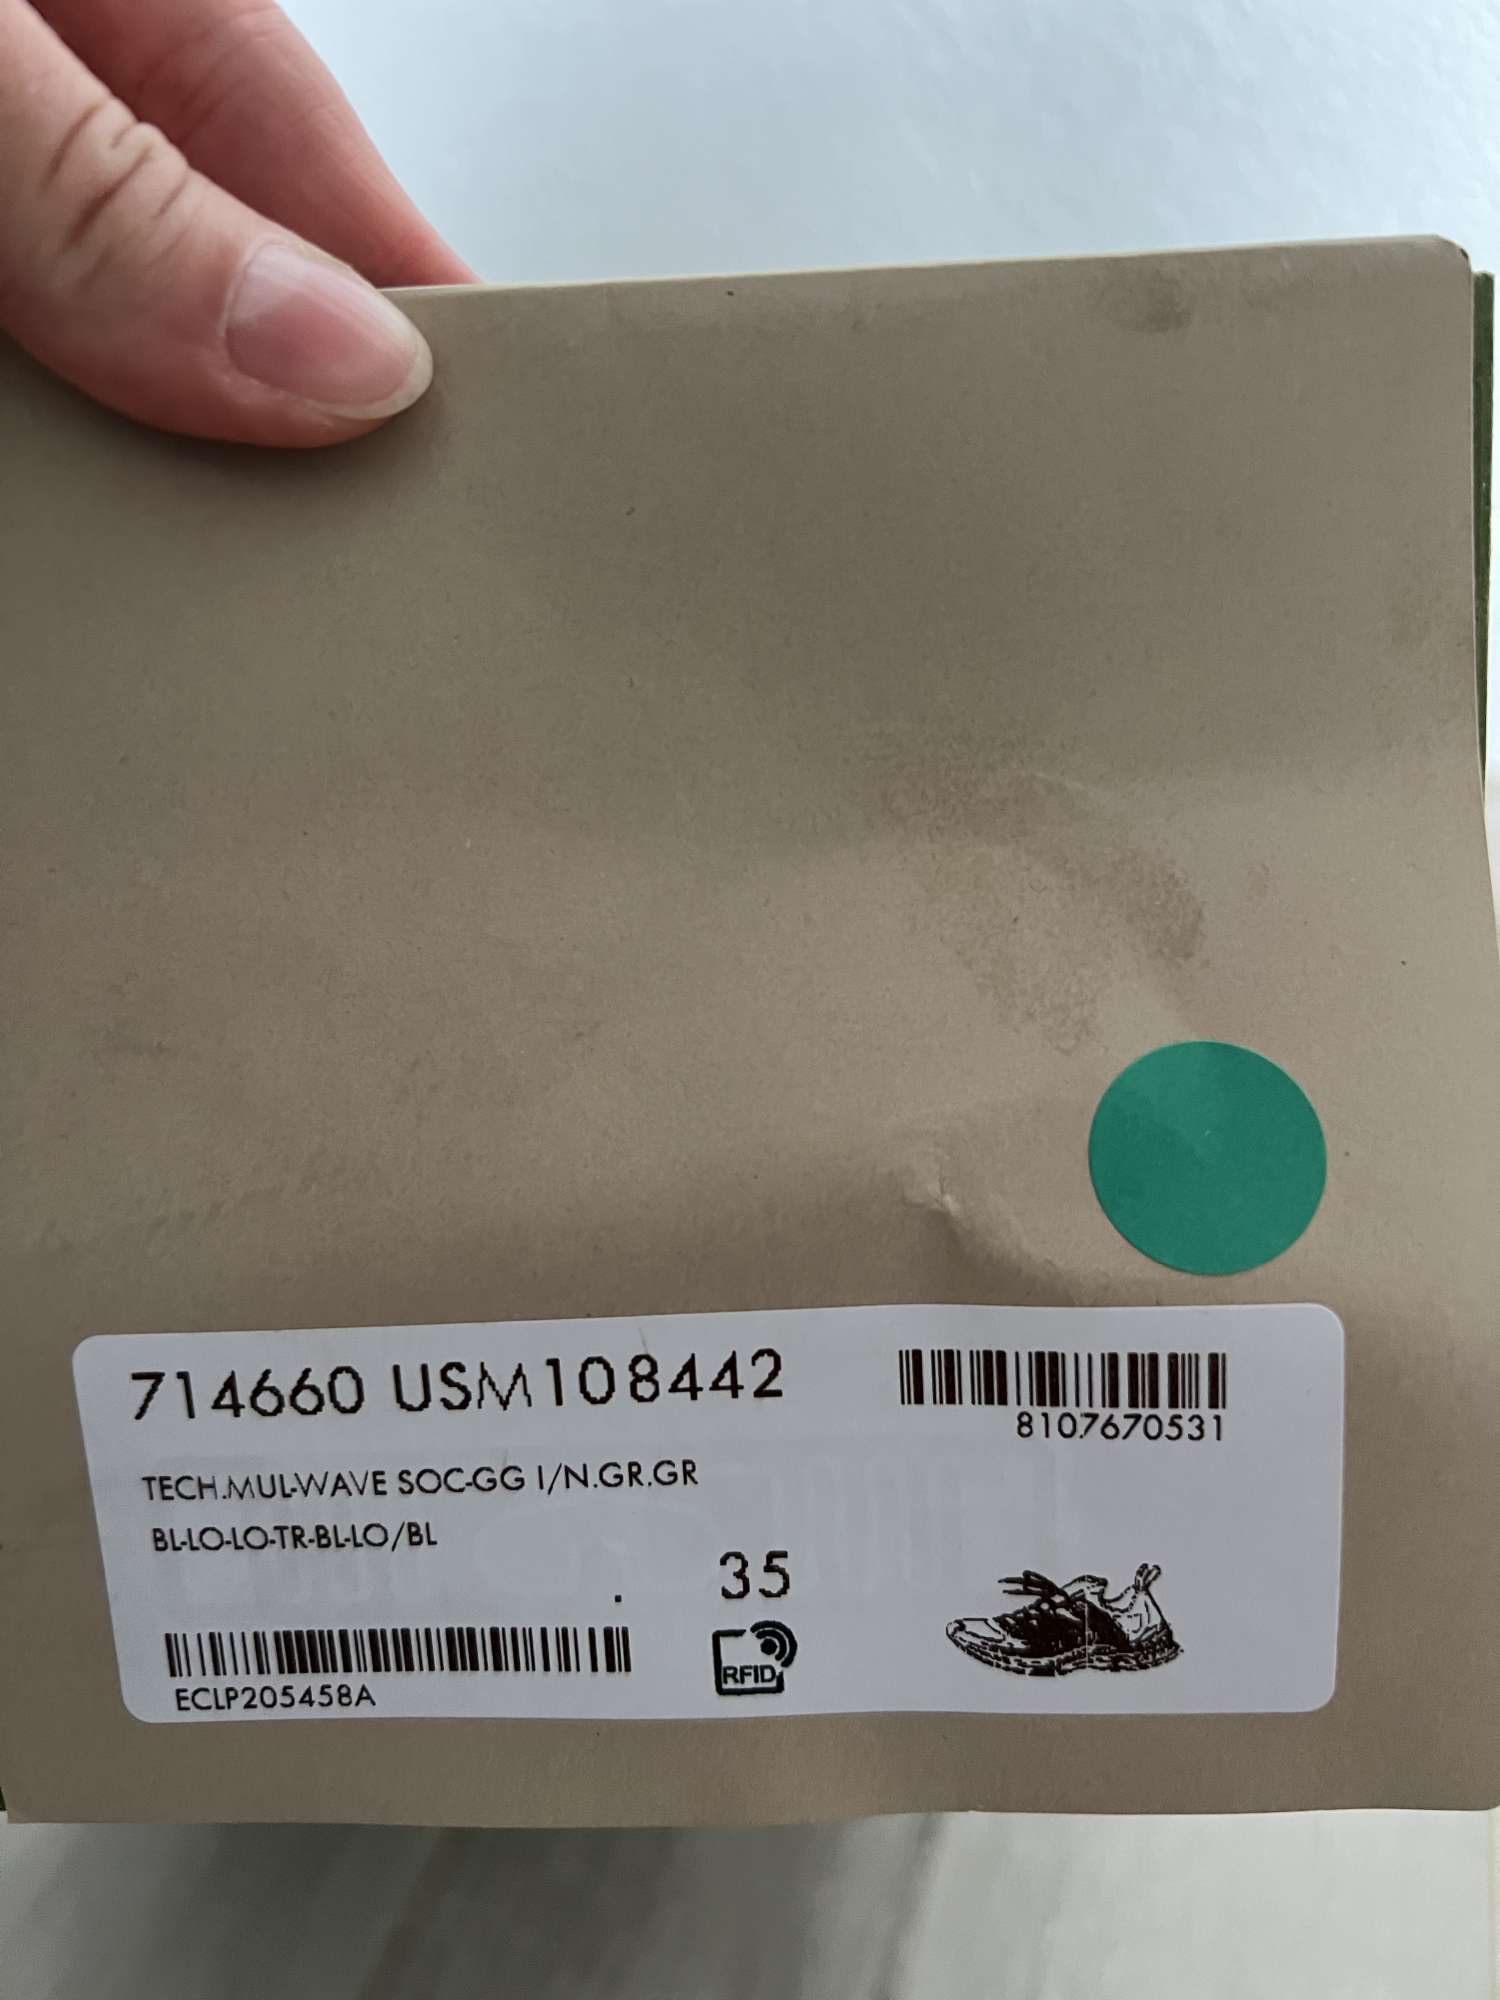 714660 USM108442
8107670531
TECH.MUL-WAVE SOC-GG I/N.GR.GR
BL-LO-LO-TR-BL-LO/BL
. 35
RFID
ECLP205458A